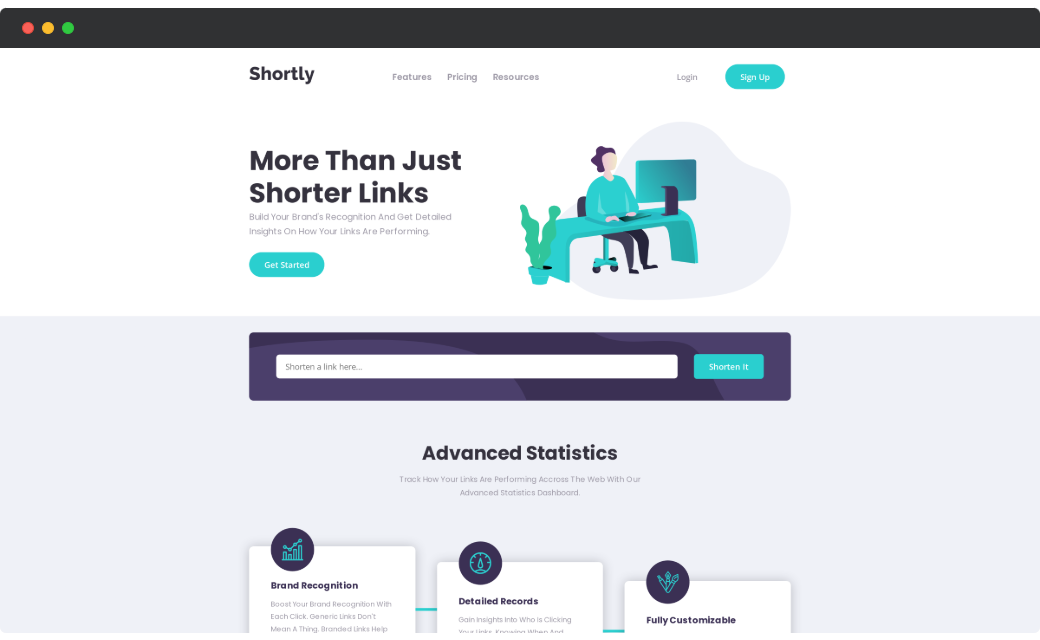 Shortly
Features Pricing Resources
Login
Sign Up
More Than Just
Shorter Links
Build Your Brand's Recognition And Get Detailed
Insights On How Your Links Are Performing.
Get Started
Shorten a link here...
Shorten It
Advanced Statistics
Track How Your Links Are Performing Accross The Web With Our
Advanced Statistics Dashboard.
Brand Recognition
Boost Your Brand Recognition With
Each Click. Generic Links Don't
Mean A Thing. Branded Links Help
Detailed Records
Gain Insights Into Who Is Clicking
Your Links. Knowing When And
Fully Customizable